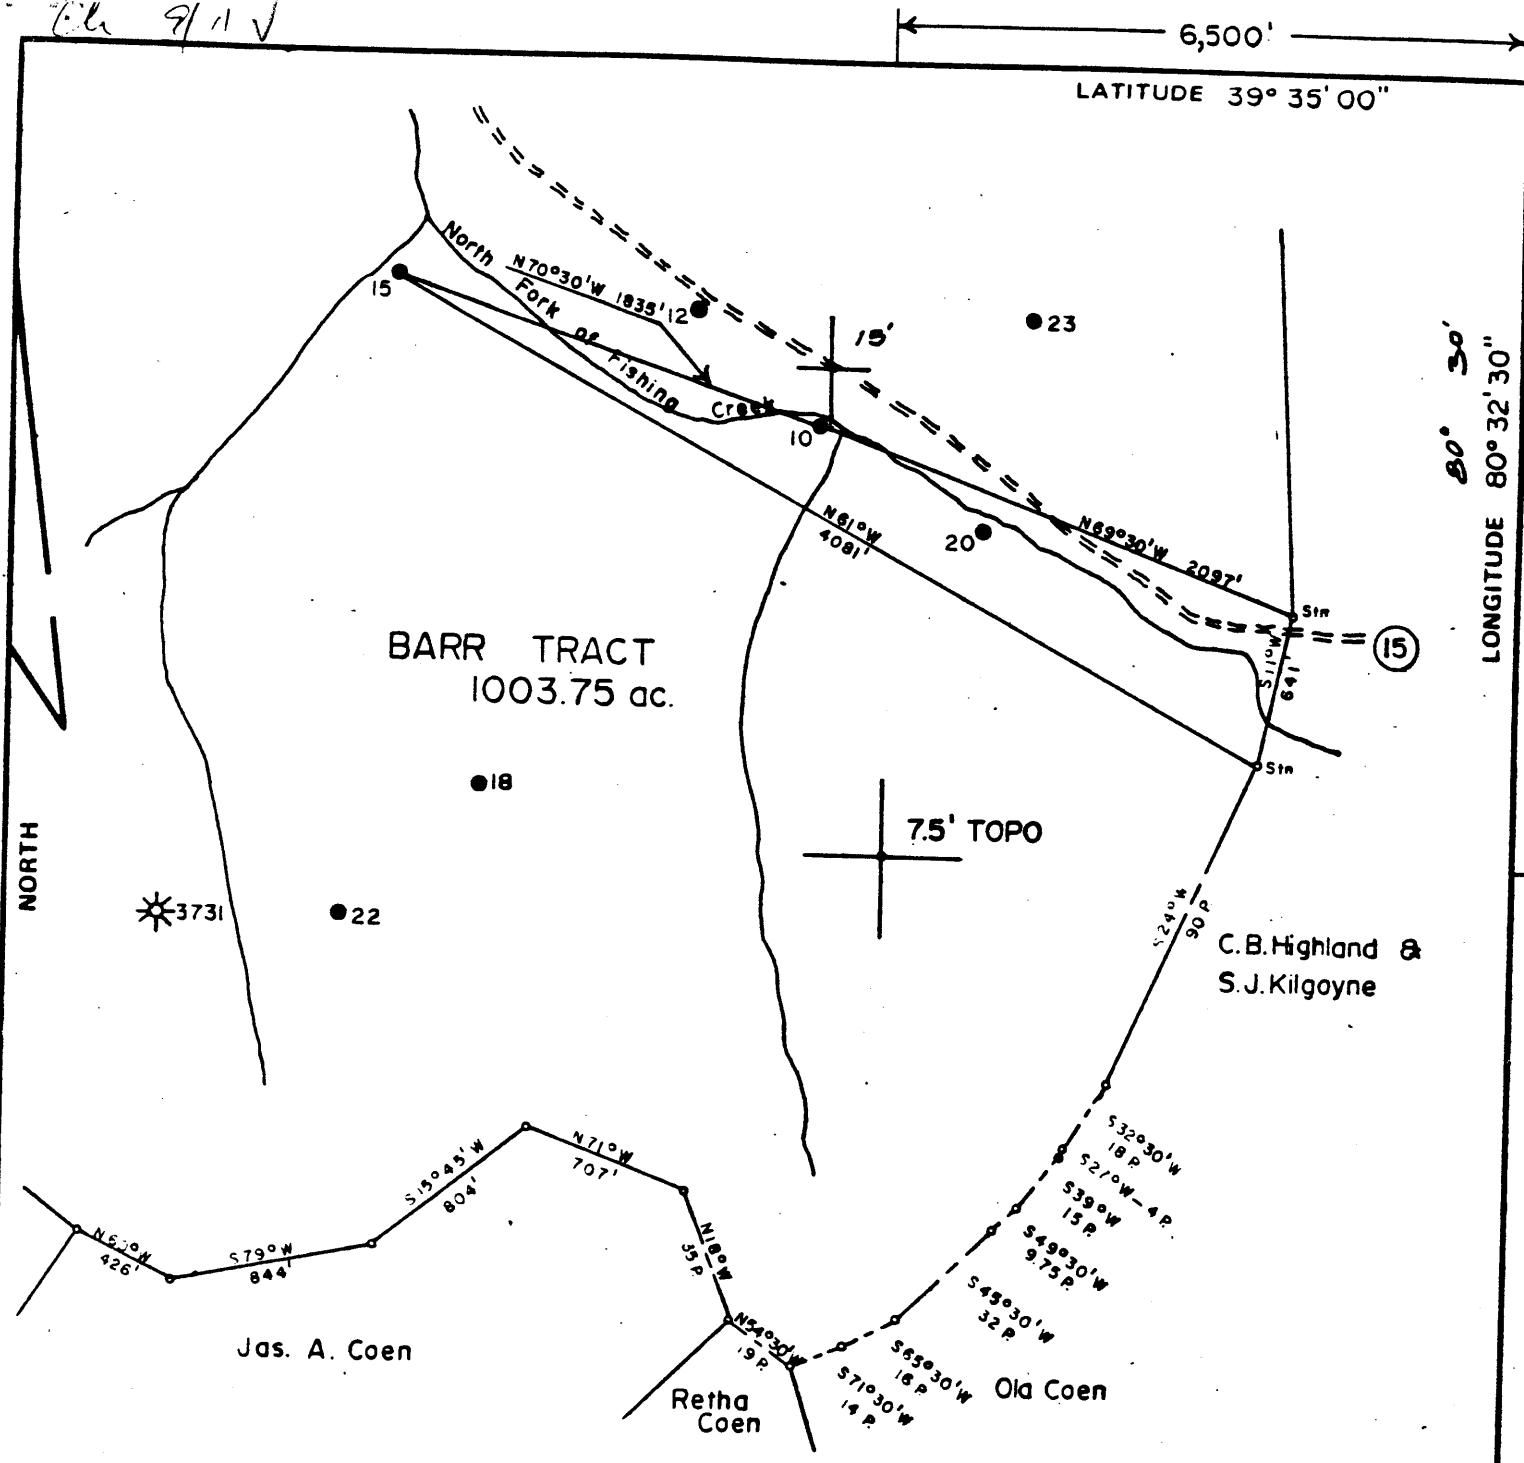 6,500'
LATITUDE 39° 35' 00"
North Fork of Fishing Creek
N70°30'W 1835'
15
12
23
15'
10
20
N61°W
4081'
N69°30'W 2097'
Stn
15
S11°W
641'
Stn
80° 30'
LONGITUDE 80° 32' 30"
BARR TRACT
1003.75 ac.
18
7.5' TOPO
NORTH
3731
22
S24°W
90 P.
C.B.Highland &
S.J.Kilgoyne
S32°30'W
18 P.
S27°W-4 P.
S39°W
15 P.
S49°30'W
9.75 P.
S45°30'W
32 P.
S65°30'W
16 P.
S71°30'W
14 P.
N54°30'W
19 P.
N18°W
35 P.
N71°W
707'
S15°45'W
804'
S79°W
844'
426'
Jas. A. Coen
Retha
Coen
Ola Coen